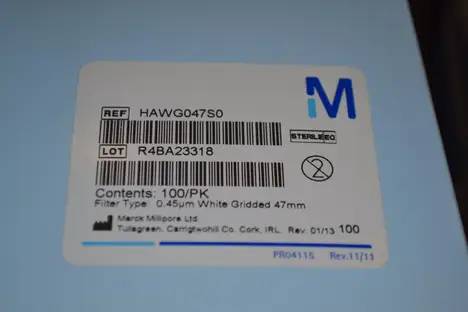 M
REF HAWG047S0
STERILE EO
LOT R4BA23318
2
Contents: 100/PK
Filter Type 0.45µm White Gridded 47mm
Merck Millipore Ltd.
Tullagreen, Carrigtwohill Co. Cork, IRL. Rev. 01/13 100
PR04115 Rev.11/11